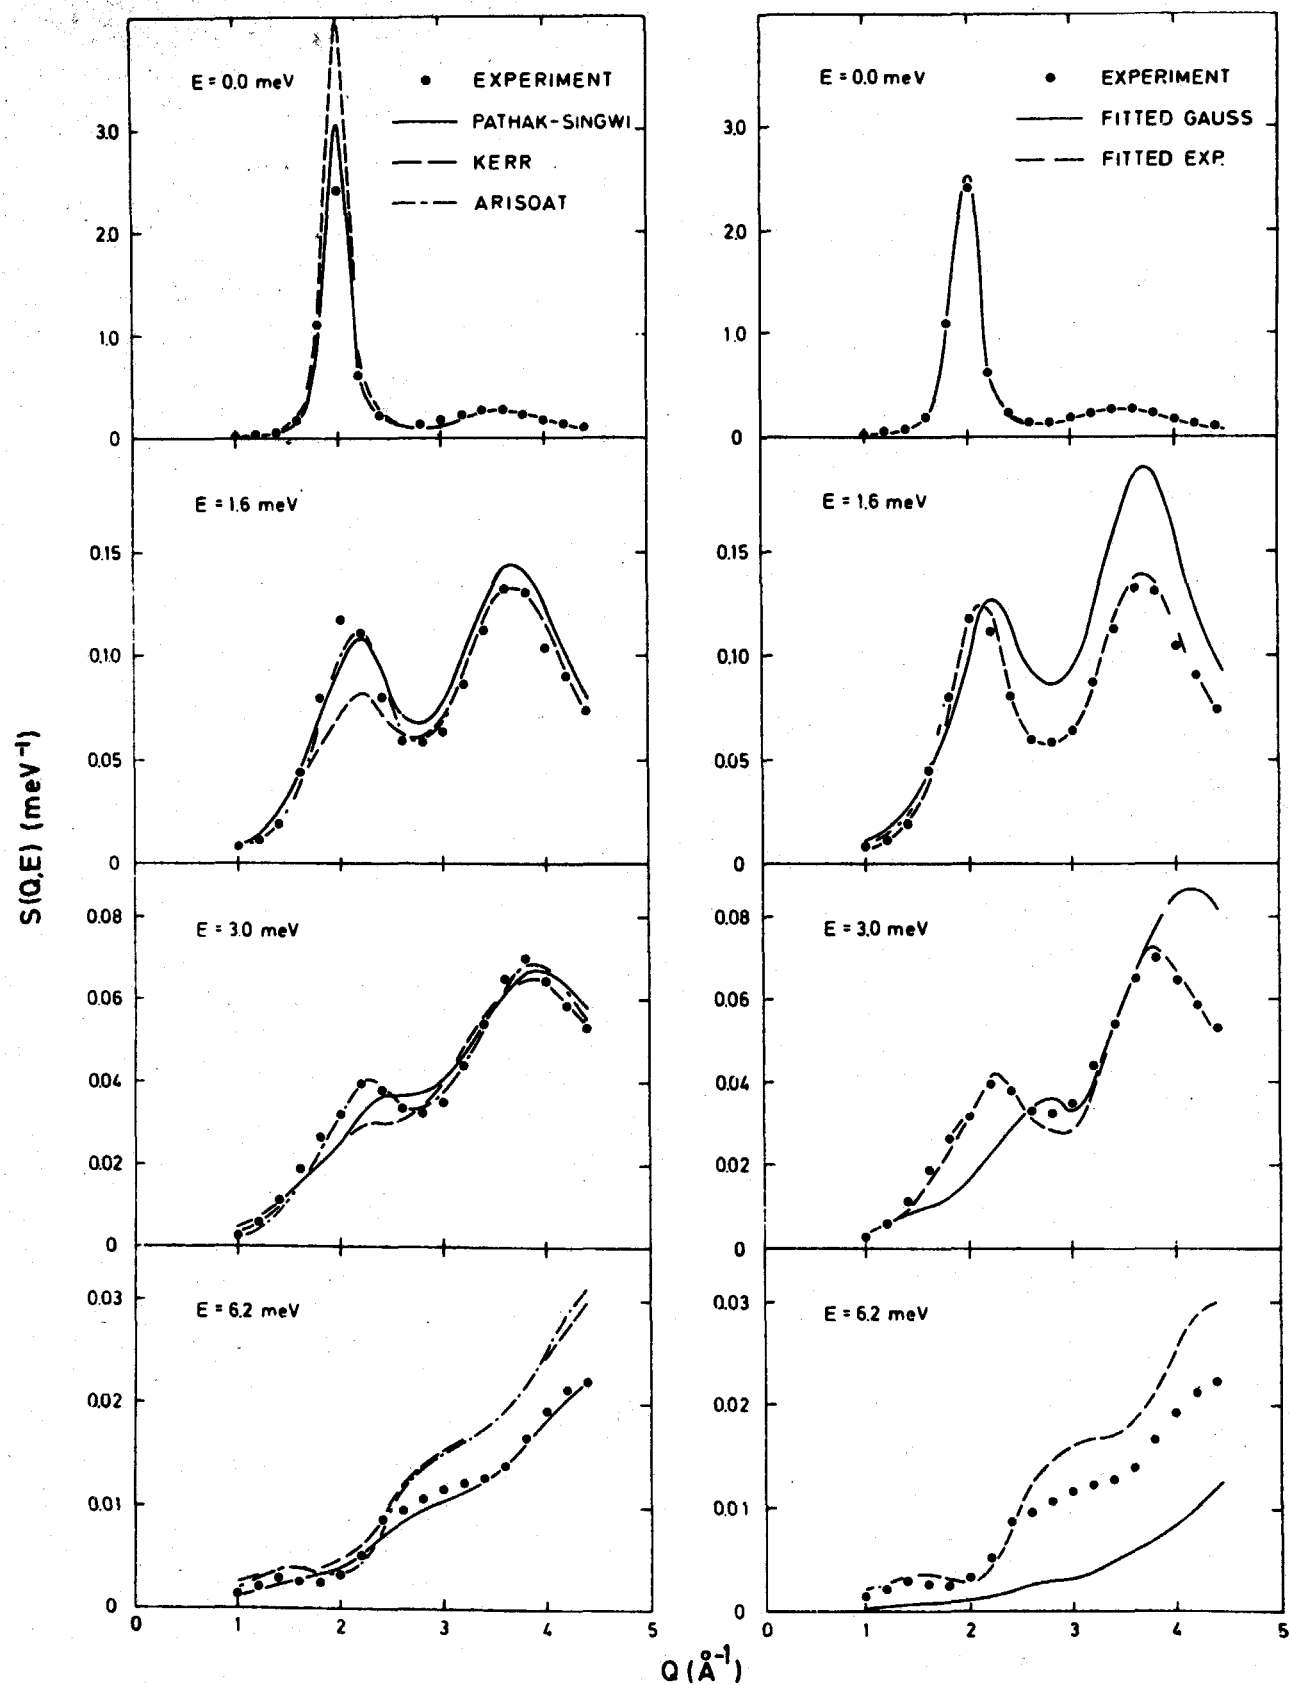 E = 0.0 meV
EXPERIMENT
PATHAK-SINGWI
KERR
ARISOAT
3.0
2.0
1.0
0
E = 1.6 meV
0.15
0.10
0.05
0
E = 3.0 meV
0.08
0.06
0.04
0.02
0
E = 6.2 meV
0.03
0.02
0.01
0
0 1 2 3 4 5
E = 0.0 meV
EXPERIMENT
FITTED GAUSS
FITTED EXP.
3.0
2.0
1.0
0
E = 1.6 meV
0.15
0.10
0.05
0
E = 3.0 meV
0.08
0.06
0.04
0.02
0
E = 6.2 meV
0.03
0.02
0.01
0
0 1 2 3 4 5
S(Q,E) (meV⁻¹)
Q (Å⁻¹)